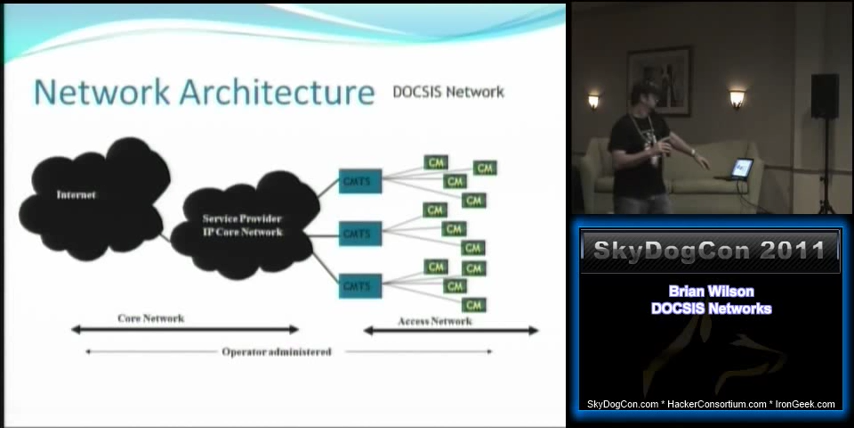 Network Architecture DOCSIS Network
Internet
Service Provider
IP Core Network
CMTS
CMTS
CMTS
CM
CM
CM
CM
CM
CM
CM
CM
CM
CM
CM
Core Network
Access Network
Operator administered
SkyDogCon 2011
Brian Wilson
DOCSIS Networks
SkyDogCon.com * HackerConsortium.com * IronGeek.com